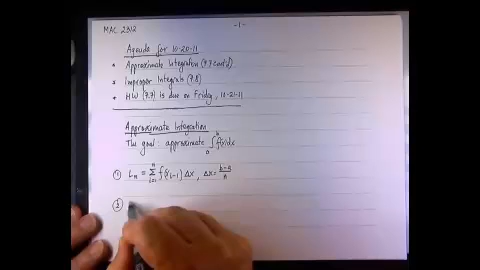 MAC 2312
-1-
Agenda for 10-20-11
• Approximate Integration (7.7 cont'd)
• Improper Integrals (7.8)
• HW (7.7) is due on Friday, 10-21-11
Approximate Integration
The goal: approximate ∫ₐᵇ f(x)dx
① Lₙ = Σᵢ₌₁ⁿ f(xᵢ₋₁) Δx, Δx = (b-a)/n
②